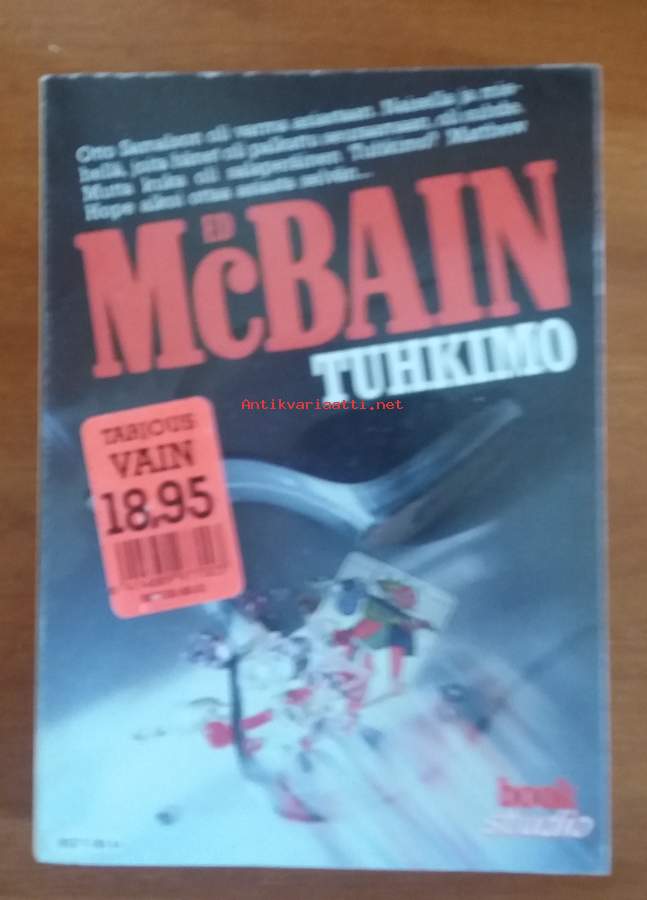 Otto Samalson oli varma asiastaan. Naisella ja mie-
hellä, jota hänet oli palkattu seuraamaan, oli suhde.
Mutta kuka oli salaperäinen Tuhkimo? Matthew
Hope alkoi ottaa asiasta selvää...
ED
McBAIN
TUHKIMO
Antikvariaatti.net
TARJOUS
VAIN
18,95
book
studio